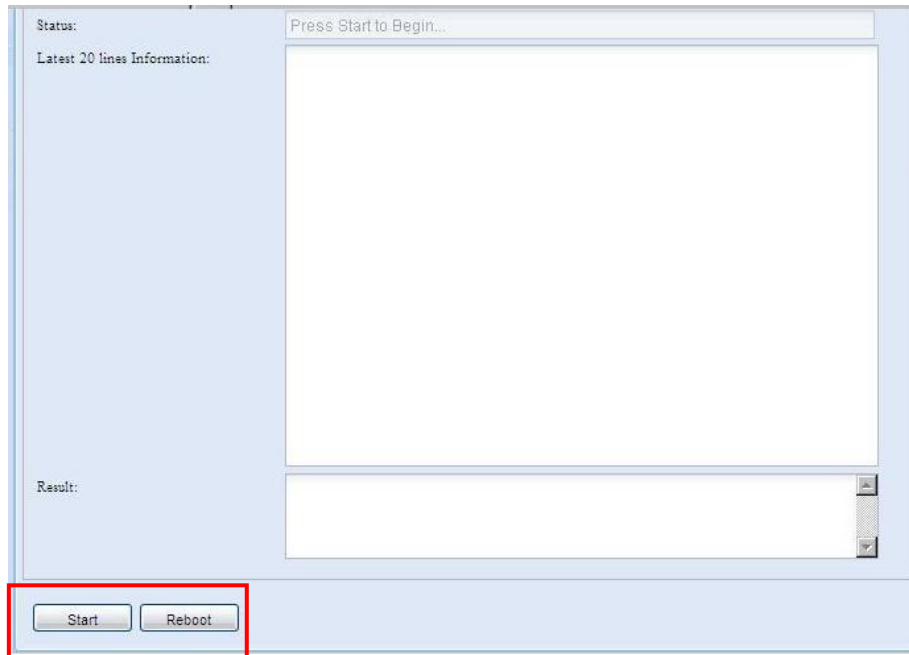 Status:
Press Start to Begin...
Latest 20 lines Information:
Result:
Start
Reboot